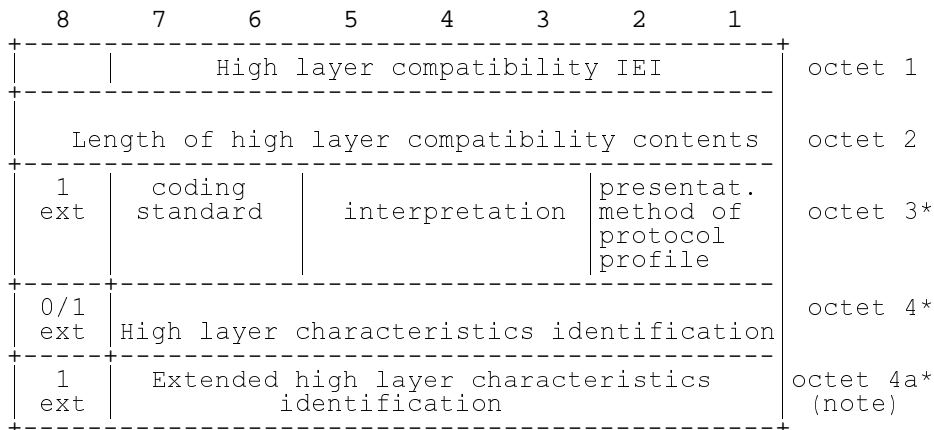 8 7 6 5 4 3 2 1
High layer compatibility IEI octet 1
Length of high layer compatibility contents octet 2
1 coding presentat.
ext standard interpretation method of octet 3*
protocol
profile
0/1 octet 4*
ext High layer characteristics identification
1 Extended high layer characteristics octet 4a*
ext identification (note)